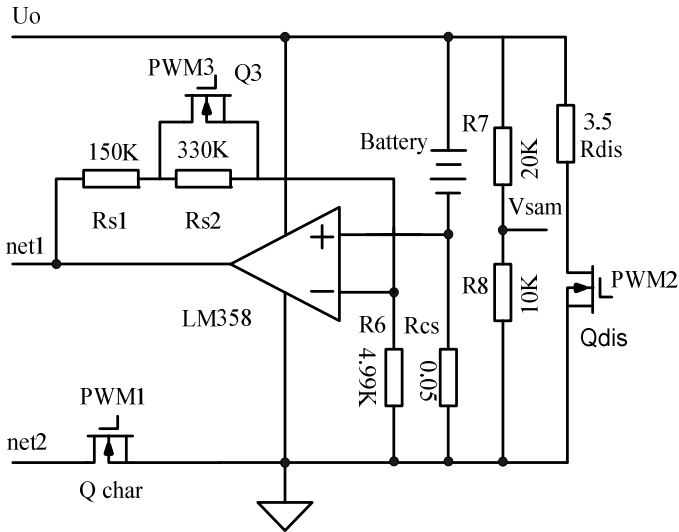 Uo
PWM3
Q3
150K
330K
Rs1
Rs2
net1
LM358
+
−
Battery
R7
20K
Vsam
R8
10K
3.5
Rdis
PWM2
Qdis
R6
4.99K
Rcs
0.05
PWM1
net2
Q char